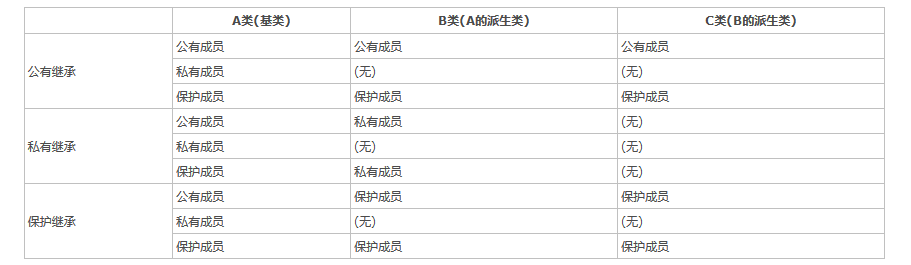 A类(基类) B类(A的派生类) C类(B的派生类)
公有继承 公有成员 公有成员 公有成员
私有成员 (无) (无)
保护成员 保护成员 保护成员
私有继承 公有成员 私有成员 (无)
私有成员 (无) (无)
保护成员 私有成员 (无)
保护继承 公有成员 保护成员 保护成员
私有成员 (无) (无)
保护成员 保护成员 保护成员